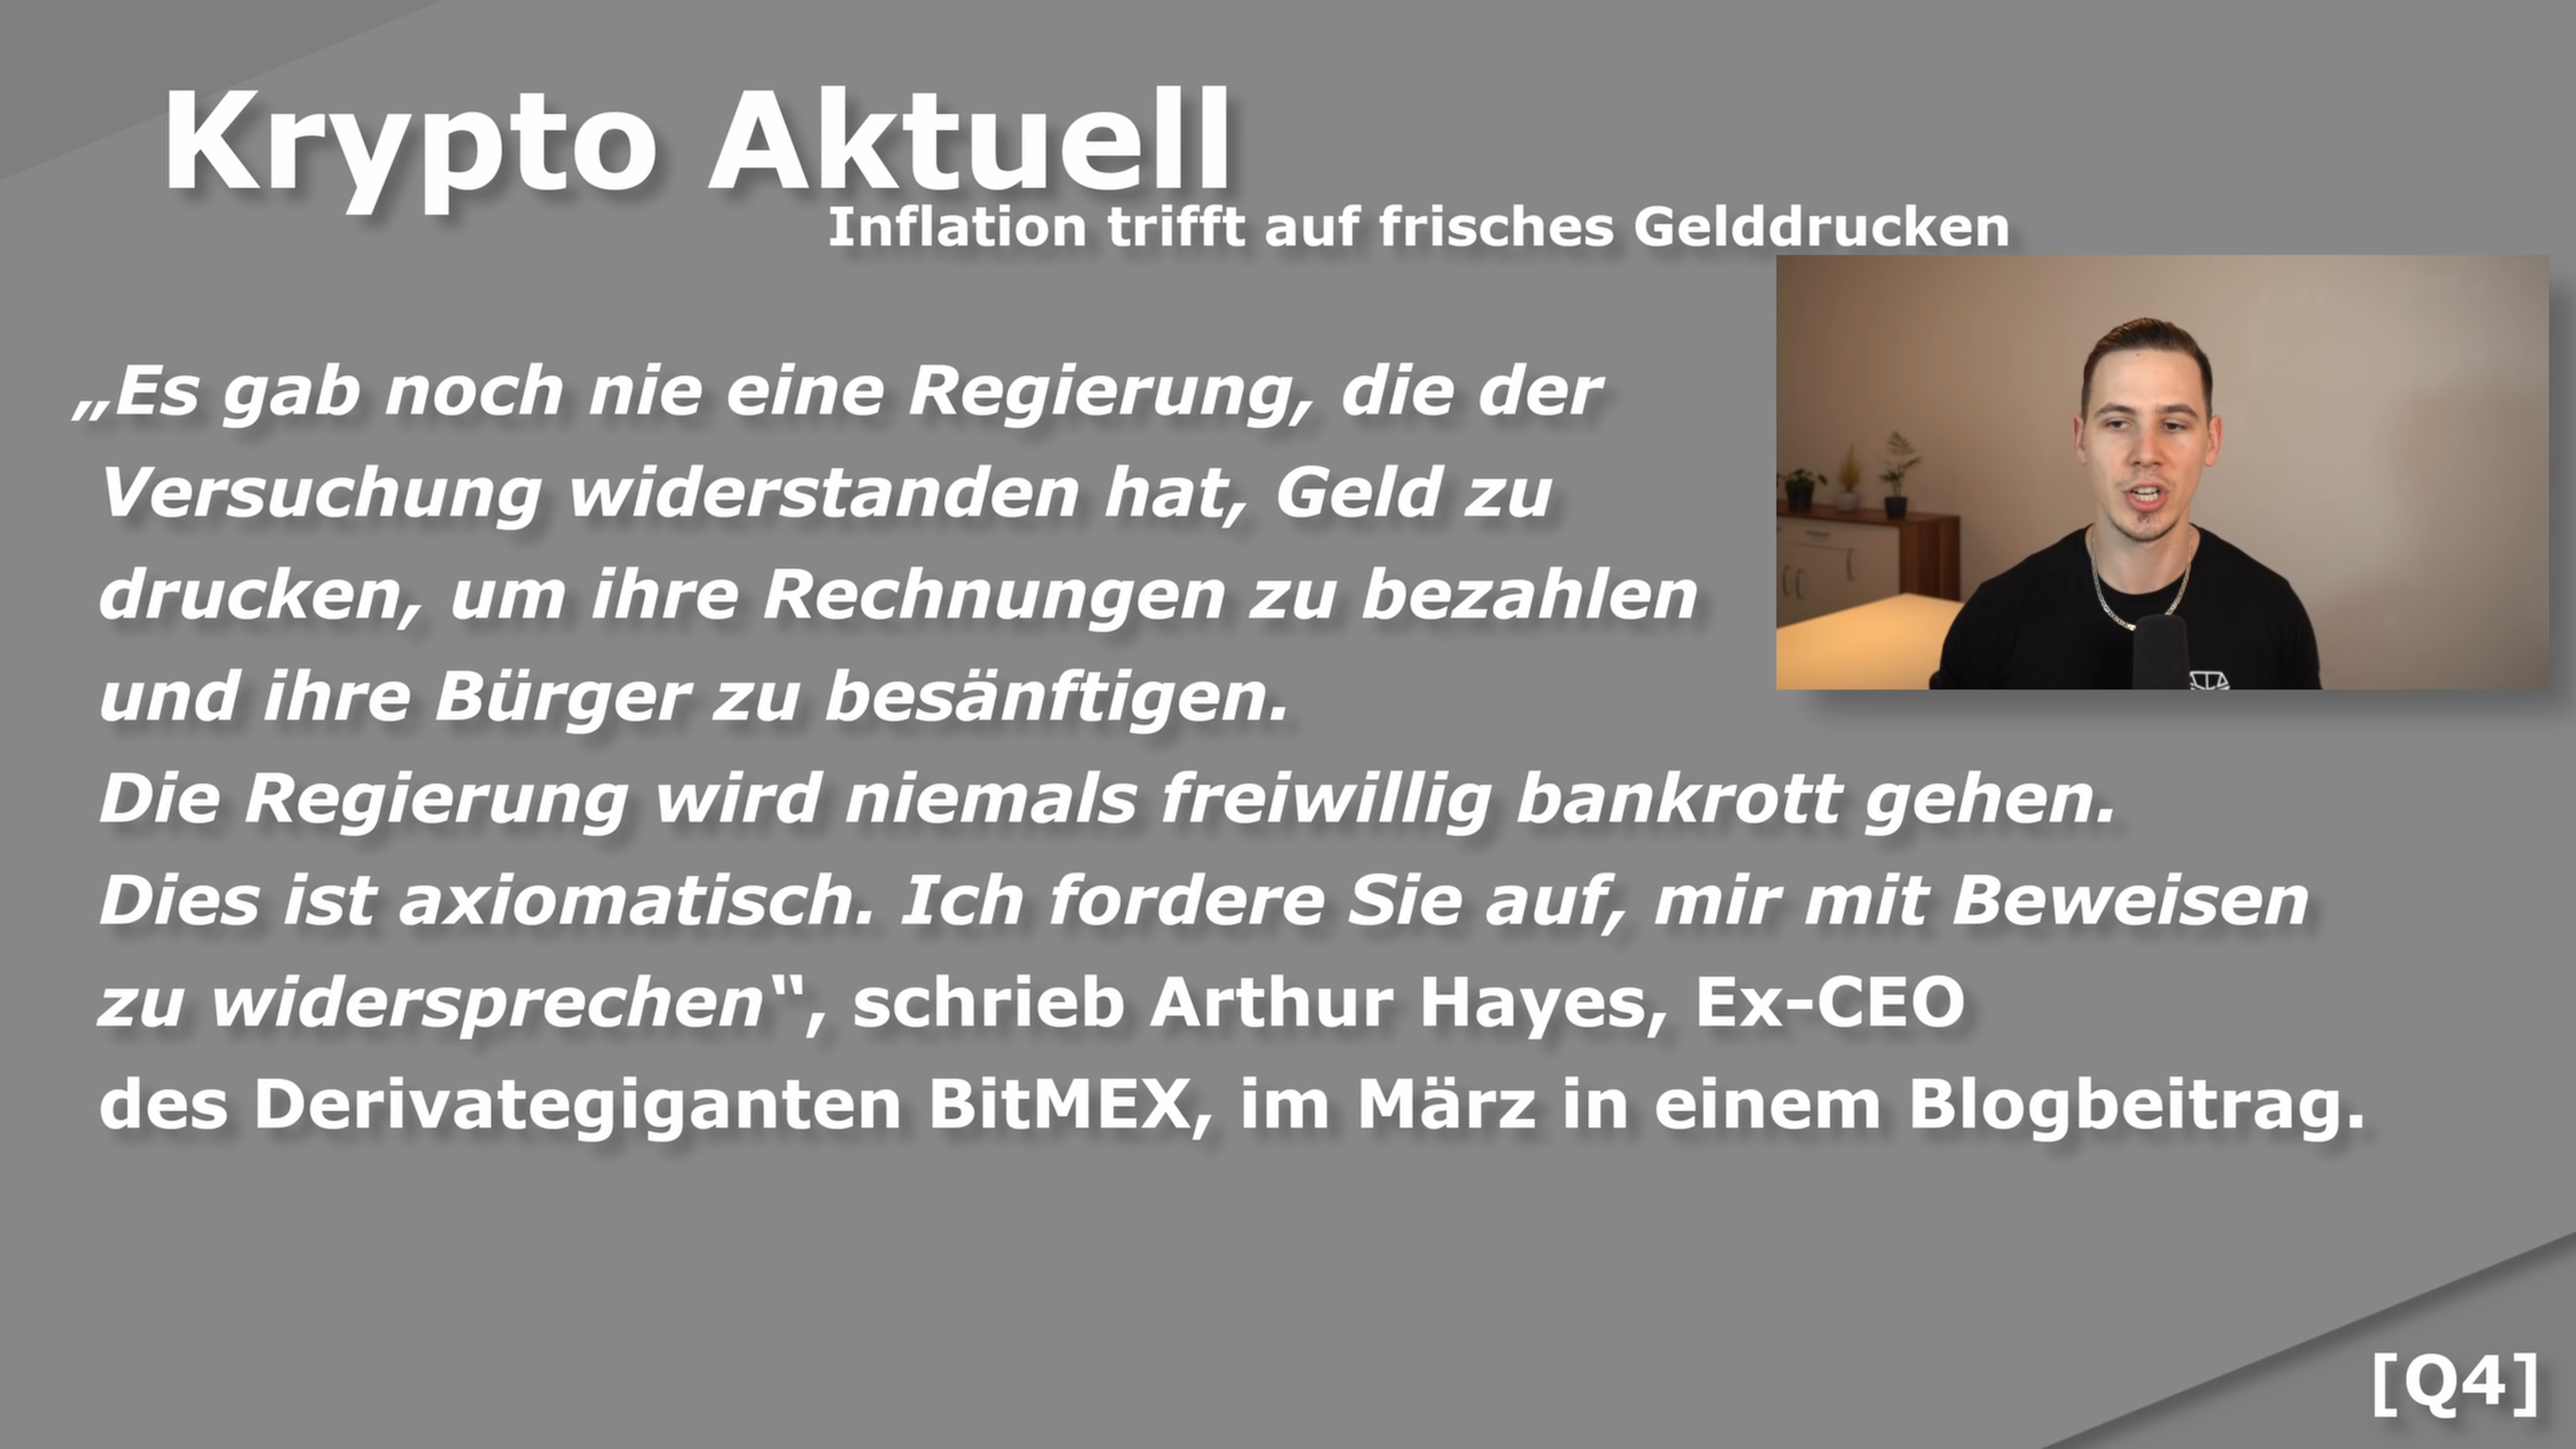 Krypto Aktuell
Inflation trifft auf frisches Gelddrucken
„Es gab noch nie eine Regierung, die der
Versuchung widerstanden hat, Geld zu
drucken, um ihre Rechnungen zu bezahlen
und ihre Bürger zu besänftigen.
Die Regierung wird niemals freiwillig bankrott gehen.
Dies ist axiomatisch. Ich fordere Sie auf, mir mit Beweisen
zu widersprechen“, schrieb Arthur Hayes, Ex-CEO
des Derivategiganten BitMEX, im März in einem Blogbeitrag.
[Q4]